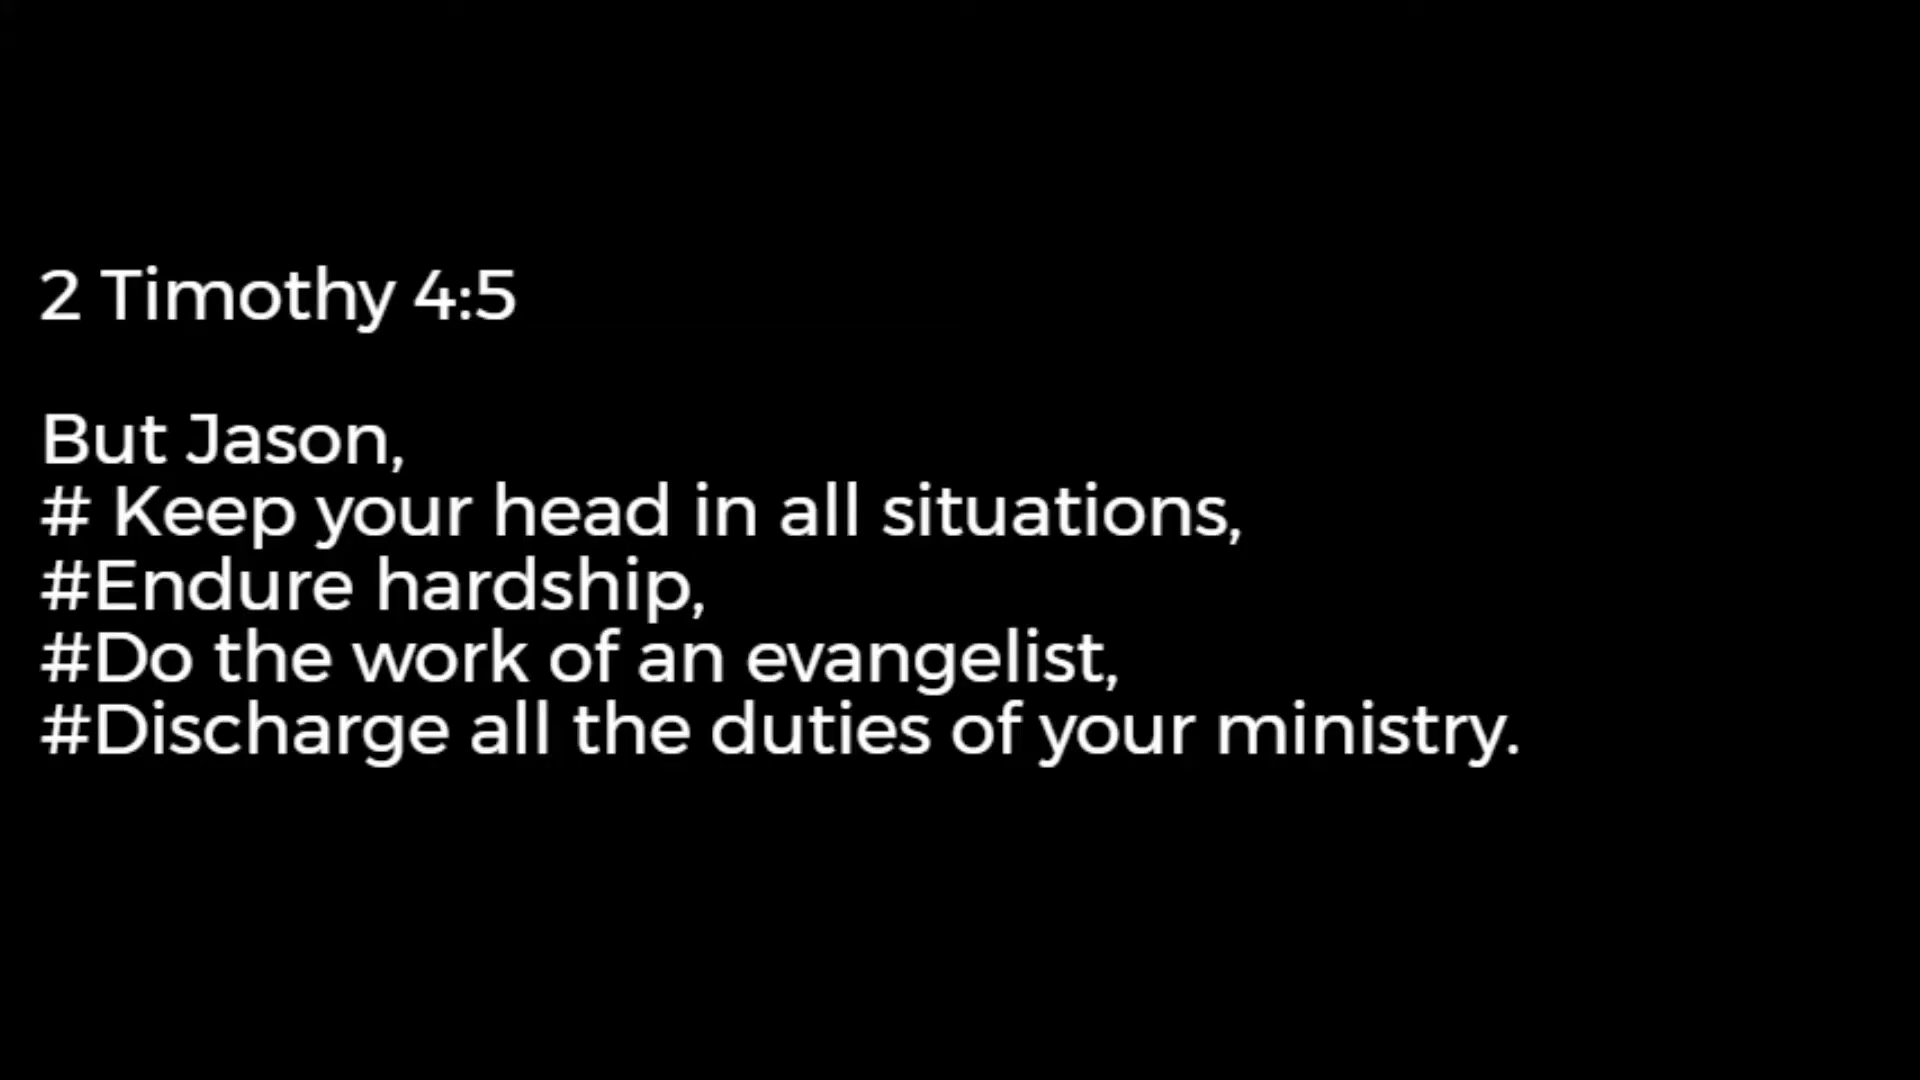 2 Timothy 4:5
But Jason,
# Keep your head in all situations,
#Endure hardship,
#Do the work of an evangelist,
#Discharge all the duties of your ministry.